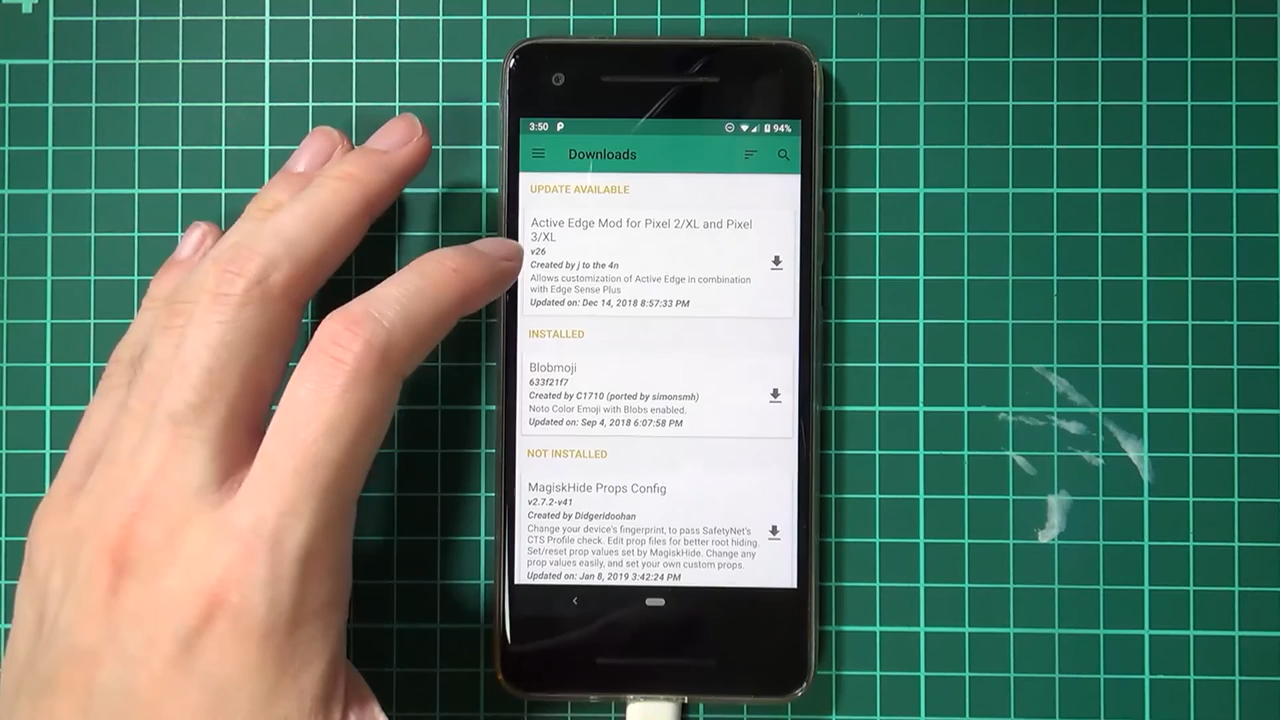 3:50 94%
Downloads
UPDATE AVAILABLE
Active Edge Mod for Pixel 2/XL and Pixel
3/XL
v26
Created by j to the 4n
Allows customization of Active Edge in combination
with Edge Sense Plus
Updated on: Dec 14, 2018 8:57:33 PM
INSTALLED
Blobmoji
633f21f7
Created by C1710 (ported by simonsmh)
Noto Color Emoji with Blobs enabled.
Updated on: Sep 4, 2018 6:07:58 PM
NOT INSTALLED
MagiskHide Props Config
v2.7.2-v41
Created by Didgeridoohan
Change your device's fingerprint, to pass SafetyNet's
CTS Profile check. Edit prop files for better root hiding.
Set/reset prop values set by MagiskHide. Change any
prop values easily, and set your own custom props.
Updated on: Jan 8, 2019 3:42:24 PM